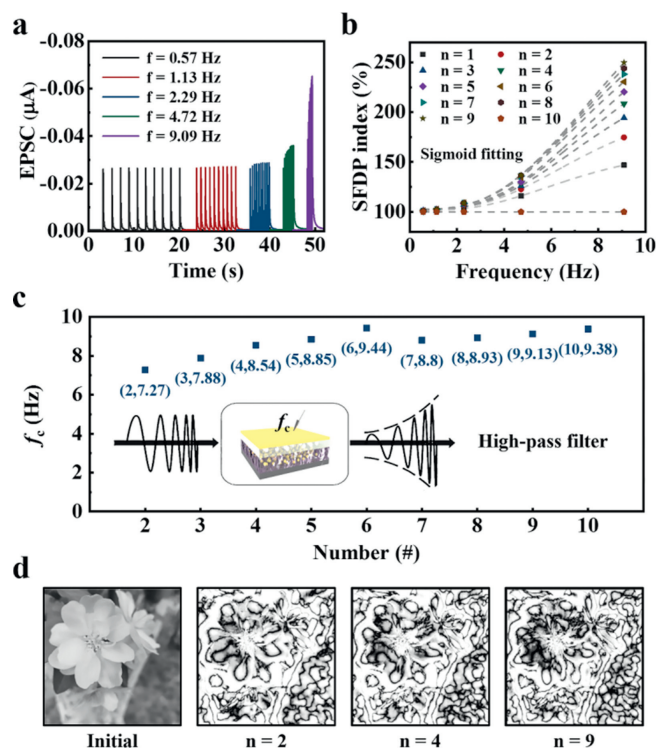 a
-0.08
-0.06
-0.04
-0.02
0.00
EPSC (μA)
f = 0.57 Hz
f = 1.13 Hz
f = 2.29 Hz
f = 4.72 Hz
f = 9.09 Hz
0 10 20 30 40 50
Time (s)
b
250
200
150
100
SFDP index (%)
n = 1 n = 2
n = 3 n = 4
n = 5 n = 6
n = 7 n = 8
n = 9 n = 10
Sigmoid fitting
0 2 4 6 8 10
Frequency (Hz)
c
10
8
6
4
2
0
fc (Hz)
(2,7.27) (3,7.88) (4,8.54) (5,8.85) (6,9.44) (7,8.8) (8,8.93) (9,9.13) (10,9.38)
fc
High-pass filter
2 3 4 5 6 7 8 9 10
Number (#)
d
Initial n = 2 n = 4 n = 9